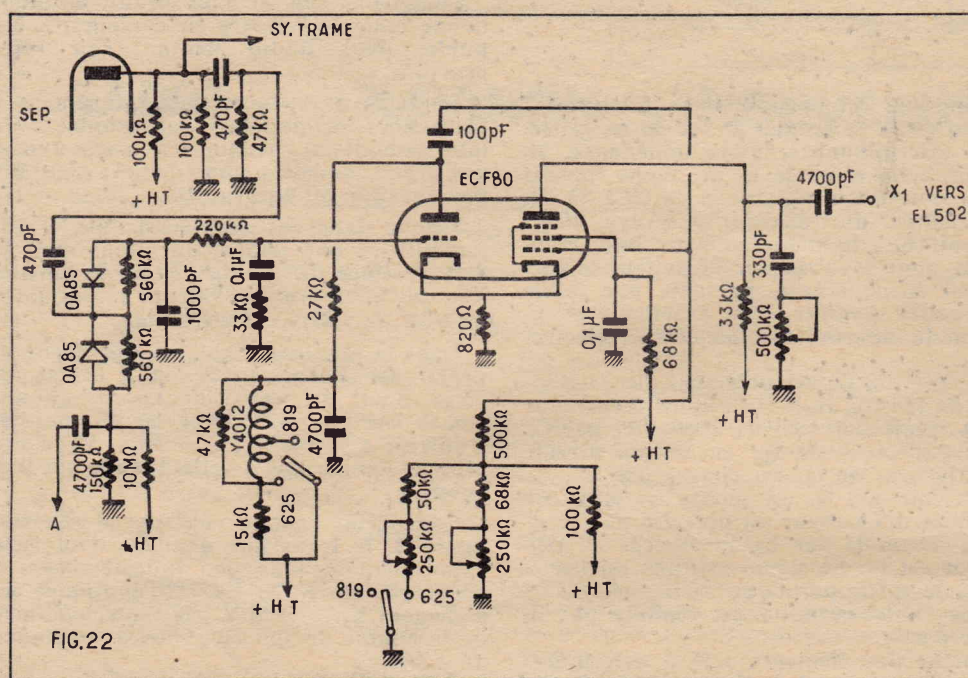 SY. TRAME
SEP.
100kΩ
100kΩ
470pF
47kΩ
+ HT
100pF
ECF80
4700pF
X1 VERS
EL502
470pF
0A85
0A85
560kΩ
560kΩ
220kΩ
1000pF
0.1µF
33kΩ
27kΩ
820Ω
0,1µF
68kΩ
+ HT
33kΩ
+ HT
330pF
500kΩ
4700pF
150kΩ
10MΩ
A
+HT
47kΩ
Y4012
819
625
4700pF
15kΩ
+ HT
500kΩ
50kΩ
68kΩ
100kΩ
250kΩ
250kΩ
+ HT
819
625
FIG.22